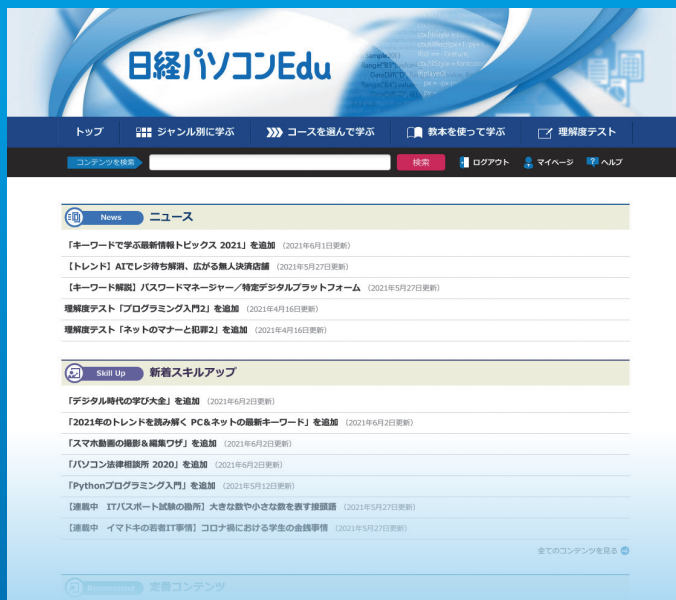 日経パソコンEdu
トップ ジャンル別に学ぶ コースを選んで学ぶ 教本を使って学ぶ 理解度テスト
コンテンツを検索 検索 ログアウト マイページ ヘルプ
News ニュース
「キーワードで学ぶ最新情報トピックス 2021」を追加 （2021年6月1日更新）
【トレンド】AIでレジ待ち解消、広がる無人決済店舗 （2021年5月27日更新）
【キーワード解説】パスワードマネージャー／特定デジタルプラットフォーム （2021年5月27日更新）
理解度テスト「プログラミング入門2」を追加 （2021年4月16日更新）
理解度テスト「ネットのマナーと犯罪2」を追加 （2021年4月16日更新）
Skill Up 新着スキルアップ
「デジタル時代の学び大全」を追加 （2021年6月2日更新）
「2021年のトレンドを読み解く PC&ネットの最新キーワード」を追加 （2021年6月2日更新）
「スマホ動画の撮影&編集ワザ」を追加 （2021年6月2日更新）
「パソコン法律相談所 2020」を追加 （2021年6月2日更新）
「Pythonプログラミング入門」を追加 （2021年5月12日更新）
【連載中　ITパスポート試験の勘所】大きな数や小さな数を表す接頭語 （2021年5月27日更新）
【連載中　イマドキの若者IT事情】コロナ禍における学生の金銭事情 （2021年5月27日更新）
全てのコンテンツを見る
定番コンテンツ